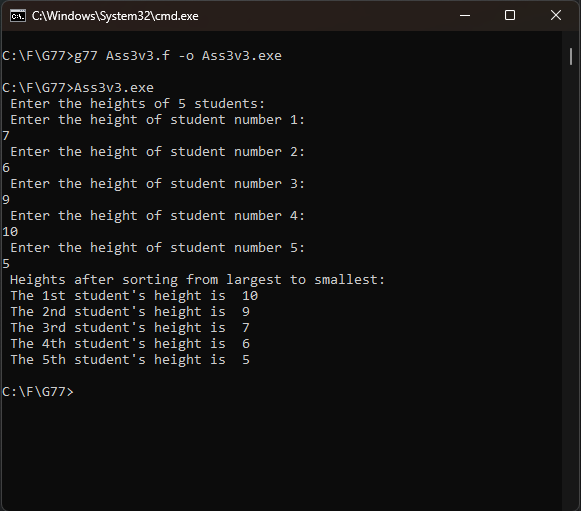 C:\Windows\System32\cmd.exe
C:\F\G77>g77 Ass3v3.f -o Ass3v3.exe
C:\F\G77>Ass3v3.exe
Enter the heights of 5 students:
Enter the height of student number 1:
7
Enter the height of student number 2:
6
Enter the height of student number 3:
9
Enter the height of student number 4:
10
Enter the height of student number 5:
5
Heights after sorting from largest to smallest:
The 1st student's height is  10
The 2nd student's height is  9
The 3rd student's height is  7
The 4th student's height is  6
The 5th student's height is  5
C:\F\G77>